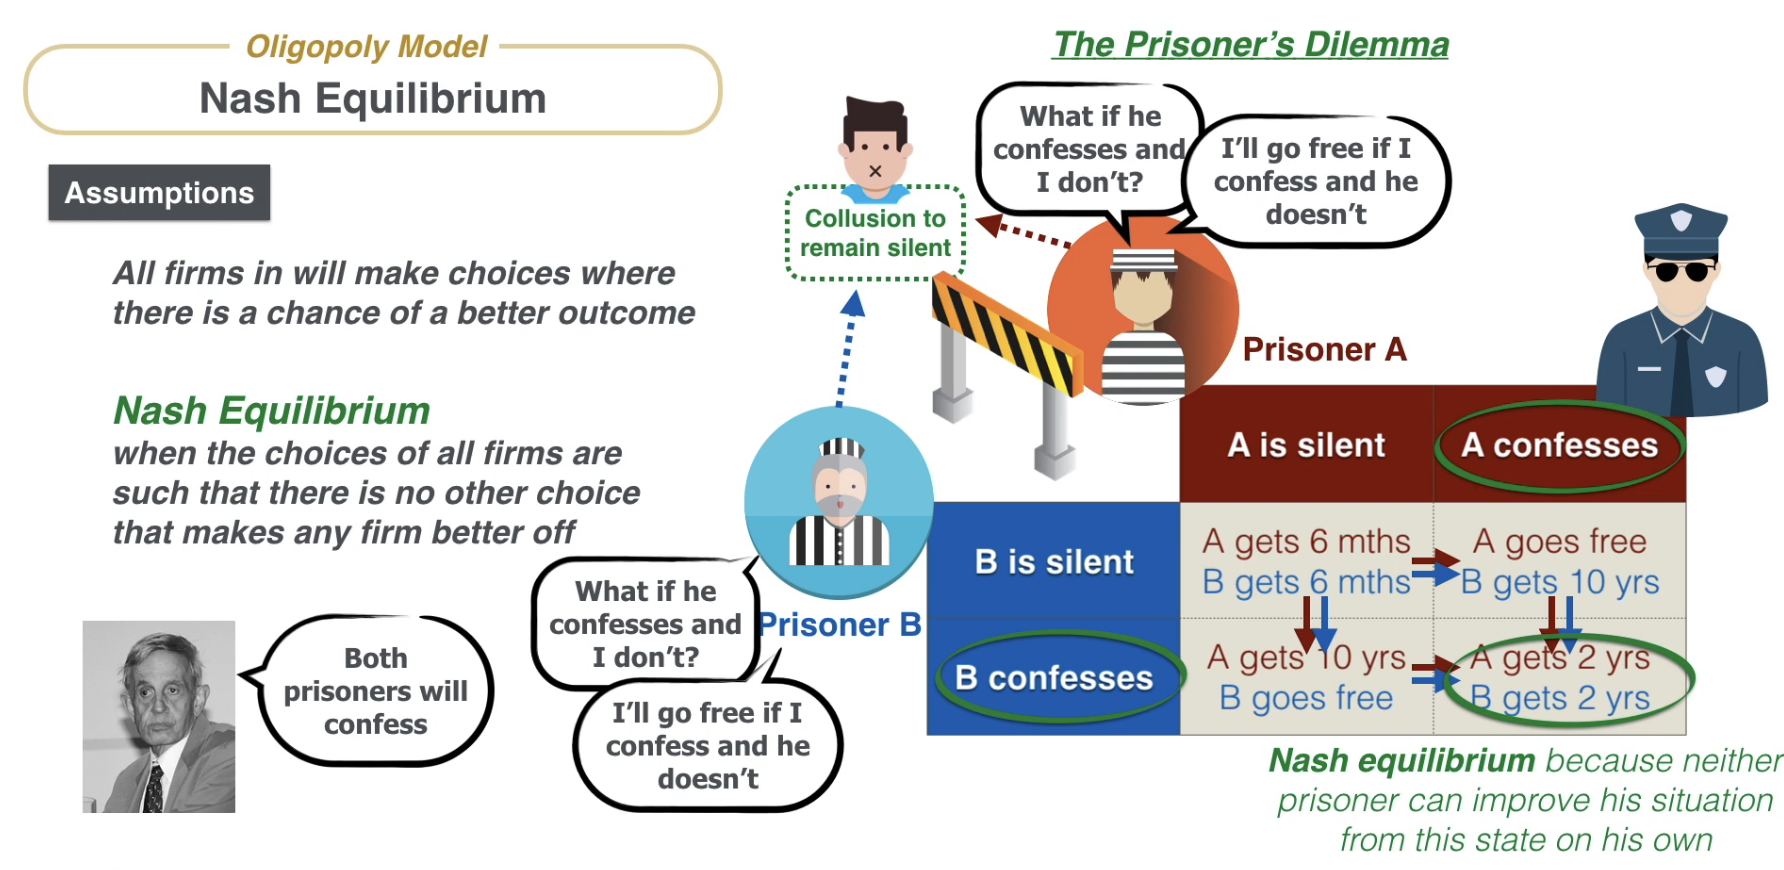 Oligopoly Model
Nash Equilibrium
Assumptions
All firms in will make choices where
there is a chance of a better outcome
Nash Equilibrium
when the choices of all firms are
such that there is no other choice
that makes any firm better off
Both
prisoners will
confess
The Prisoner's Dilemma
What if he
confesses and
I don't?
I'll go free if I
confess and he
doesn't
Collusion to
remain silent
Prisoner A
Prisoner B
What if he
confesses and
I don't?
I'll go free if I
confess and he
doesn't
A is silent
A confesses
B is silent
A gets 6 mths
B gets 6 mths
A goes free
B gets 10 yrs
B confesses
A gets 10 yrs
B goes free
A gets 2 yrs
B gets 2 yrs
Nash equilibrium because neither
prisoner can improve his situation
from this state on his own